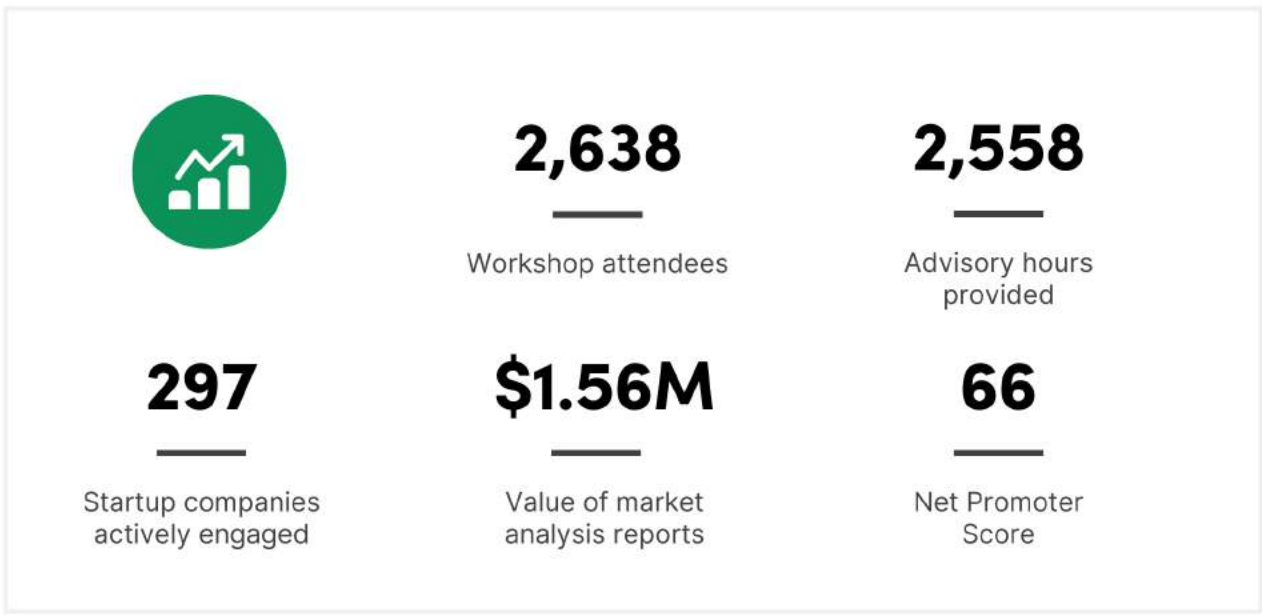 2,638
Workshop attendees
2,558
Advisory hours
provided
297
Startup companies
actively engaged
$1.56M
Value of market
analysis reports
66
Net Promoter
Score